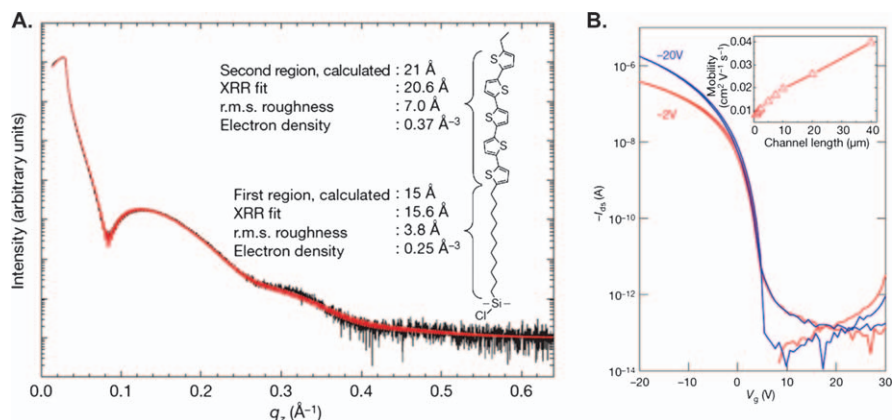 A.
Intensity (arbitrary units)
Second region, calculated : 21 Å
XRR fit : 20.6 Å
r.m.s. roughness : 7.0 Å
Electron density : 0.37 Å⁻³
First region, calculated : 15 Å
XRR fit : 15.6 Å
r.m.s. roughness : 3.8 Å
Electron density : 0.25 Å⁻³
S
S
S
S
S
Si
Cl
0.0 0.1 0.2 0.3 0.4 0.5 0.6
q_z (Å⁻¹)
B.
−Ids (A)
10⁻⁶
10⁻⁸
10⁻¹⁰
10⁻¹²
10⁻¹⁴
−20V
−2V
Mobility
(cm² V⁻¹ s⁻¹)
0.04
0.03
0.02
0.01
0 10 20 30 40
Channel length (μm)
−20 −10 0 10 20 30
Vg (V)